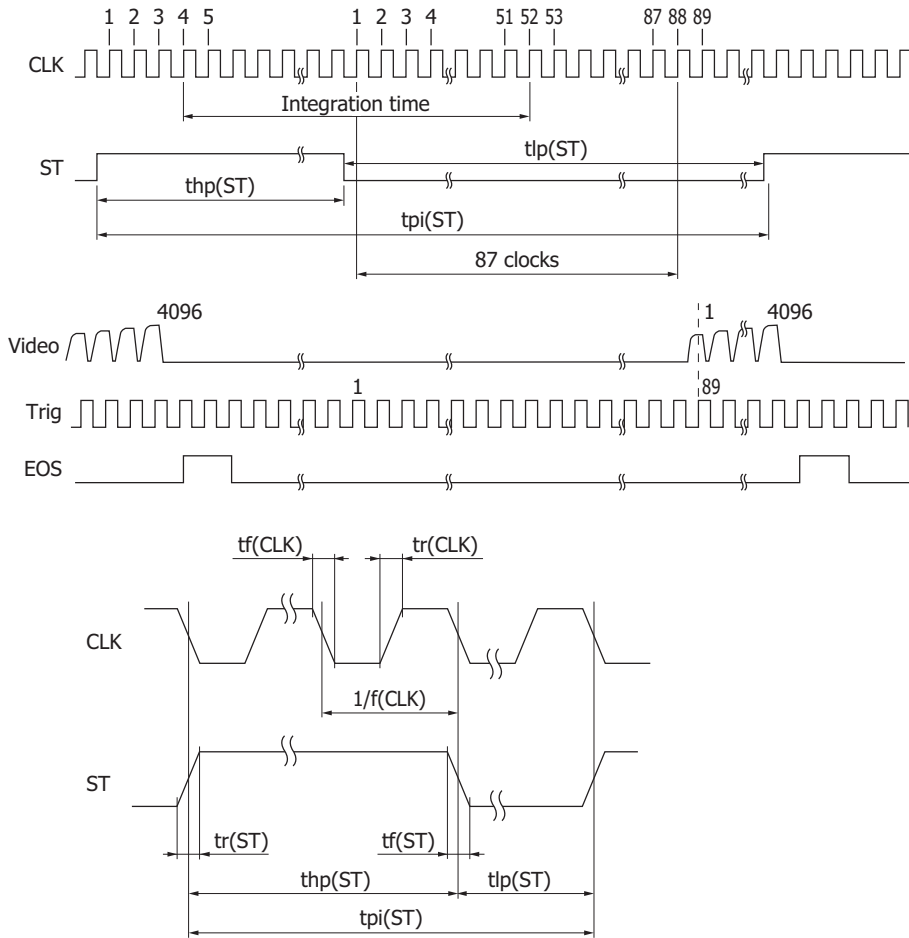 1 2 3 4 5 1 2 3 4 51 52 53 87 88 89
CLK
Integration time
ST
tlp(ST)
thp(ST)
tpi(ST)
87 clocks
4096 1 4096
Video
1 89
Trig
EOS
tf(CLK) tr(CLK)
CLK
1/f(CLK)
ST
tr(ST) tf(ST)
thp(ST) tlp(ST)
tpi(ST)